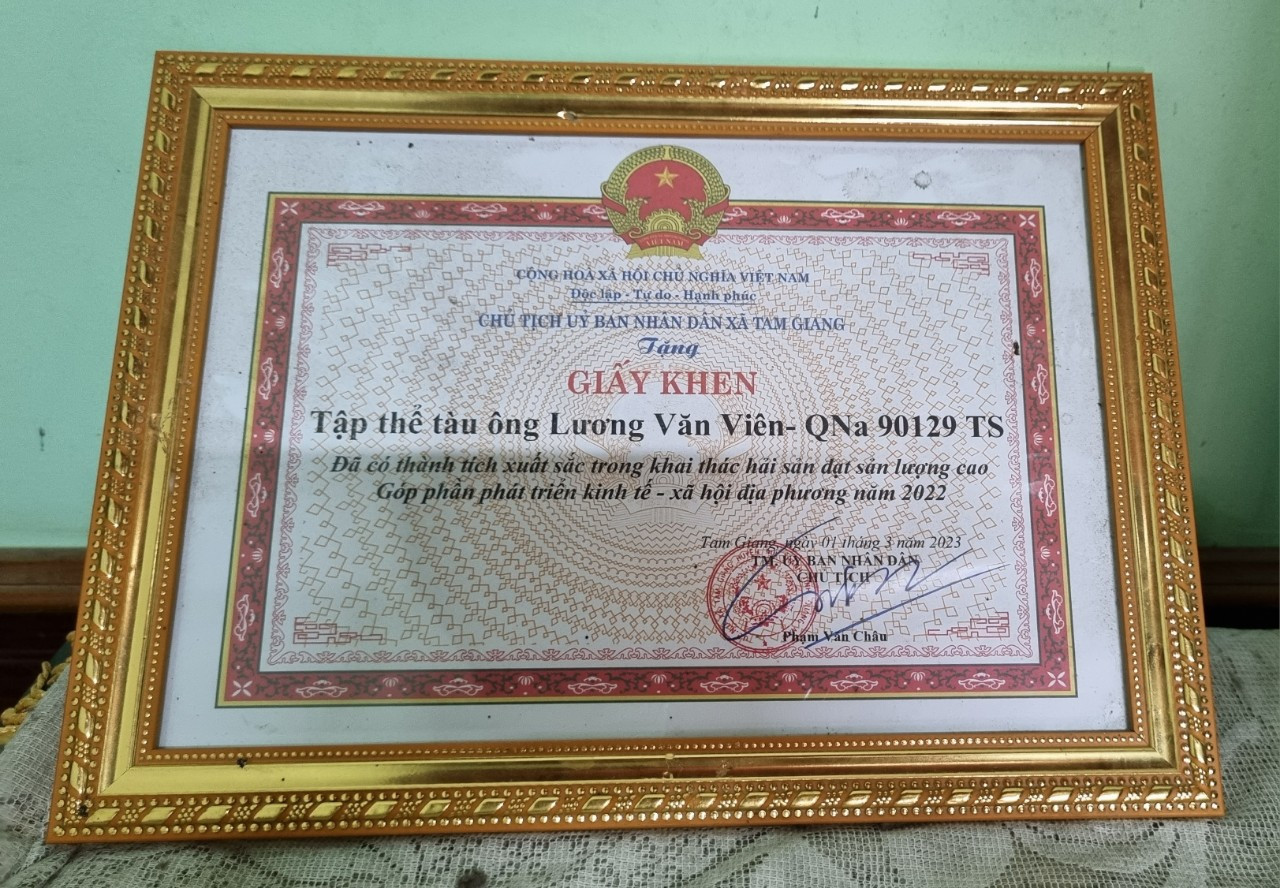 VIỆT NAM
CỘNG HOÀ XÃ HỘI CHỦ NGHĨA VIỆT NAM
Độc lập - Tự do - Hạnh phúc
CHỦ TỊCH UỶ BAN NHÂN DÂN XÃ TAM GIANG
Tặng
GIẤY KHEN
Tập thể tàu ông Lương Văn Viên- QNa 90129 TS
Đã có thành tích xuất sắc trong khai thác hải sản đạt sản lượng cao
Góp phần phát triển kinh tế - xã hội địa phương năm 2022
Tam Giang, ngày 01 tháng 3 năm 2023
TM. UỶ BAN NHÂN DÂN
CHỦ TỊCH
Phạm Văn Châu